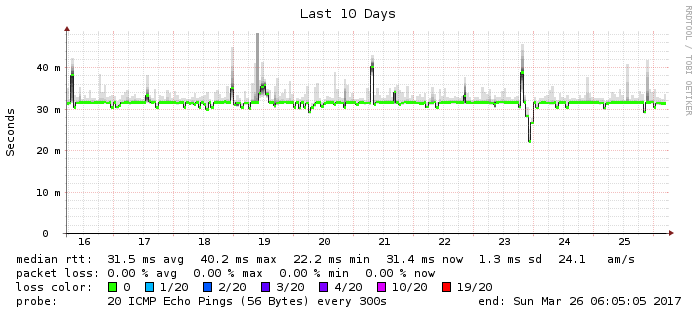 Last 10 Days
RRDTOOL / TOBI OETIKER
Seconds
40 m
30 m
20 m
10 m
0
16 17 18 19 20 21 22 23 24 25
median rtt: 31.5 ms avg 40.2 ms max 22.2 ms min 31.4 ms now 1.3 ms sd 24.1 am/s
packet loss: 0.00 % avg 0.00 % max 0.00 % min 0.00 % now
loss color: 0 1/20 2/20 3/20 4/20 10/20 19/20
probe: 20 ICMP Echo Pings (56 Bytes) every 300s end: Sun Mar 26 06:05:05 2017